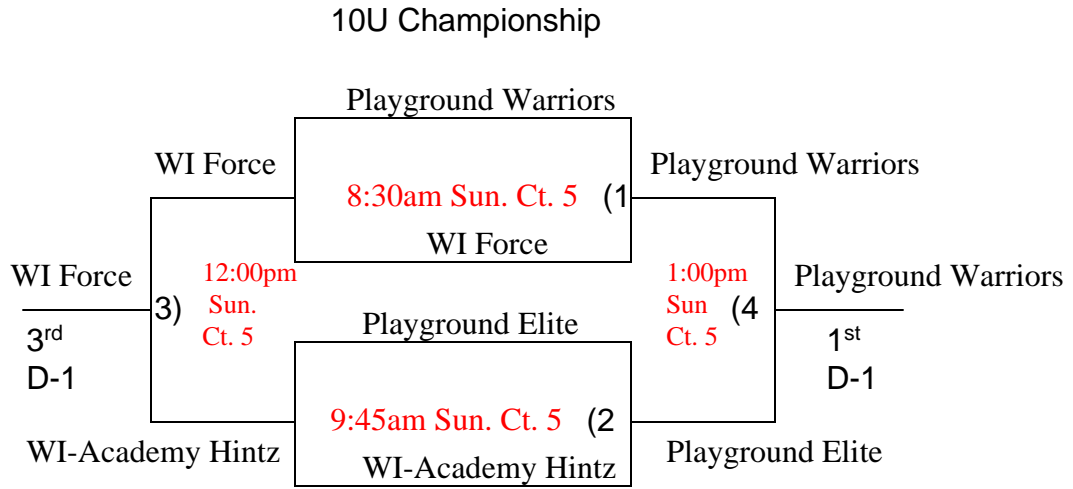 10U Championship
Playground Warriors
WI Force
8:30am Sun. Ct. 5 (1
Playground Warriors
WI Force
WI Force
12:00pm
Sun.
Ct. 5
3)
1:00pm
Sun
Ct. 5
(4
Playground Warriors
3rd
D-1
Playground Elite
1st
D-1
9:45am Sun. Ct. 5 (2
WI-Academy Hintz
WI-Academy Hintz
Playground Elite